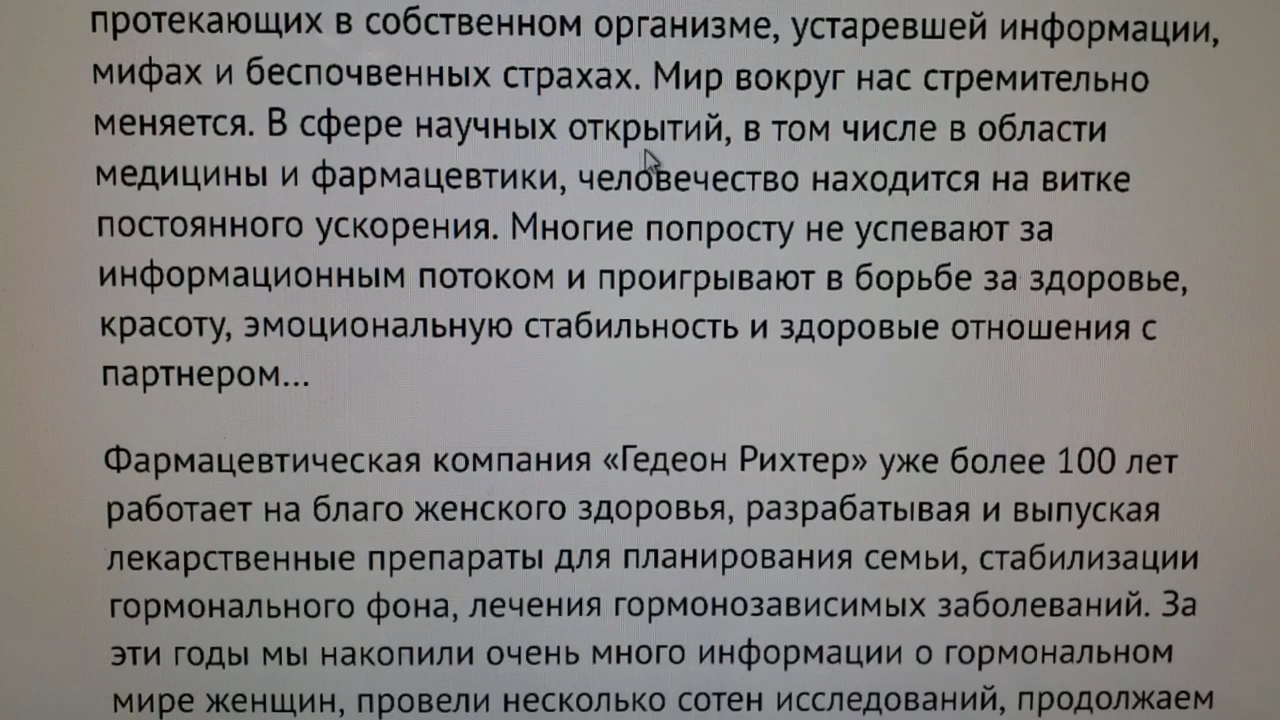 протекающих в собственном организме, устаревшей информации,
мифах и беспочвенных страхах. Мир вокруг нас стремительно
меняется. В сфере научных открытий, в том числе в области
медицины и фармацевтики, человечество находится на витке
постоянного ускорения. Многие попросту не успевают за
информационным потоком и проигрывают в борьбе за здоровье,
красоту, эмоциональную стабильность и здоровые отношения с
партнером...
Фармацевтическая компания «Гедеон Рихтер» уже более 100 лет
работает на благо женского здоровья, разрабатывая и выпуская
лекарственные препараты для планирования семьи, стабилизации
гормонального фона, лечения гормонозависимых заболеваний. За
эти годы мы накопили очень много информации о гормональном
мире женщин, провели несколько сотен исследований, продолжаем